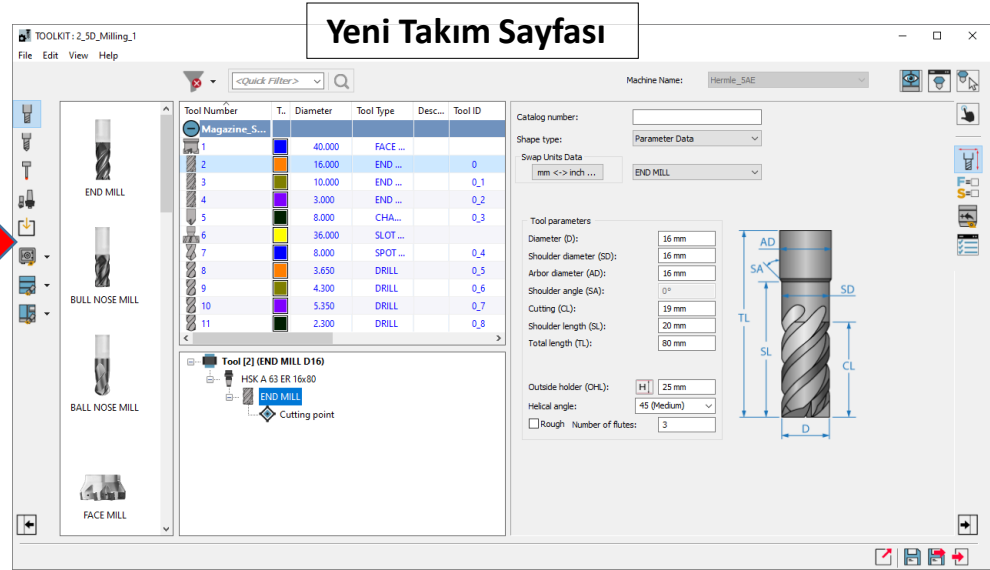 Yeni Takım Sayfası
TOOLKIT : 2_5D_Milling_1
File Edit View Help
<Quick Filter>
Machine Name: Hermle_5AE
END MILL
BULL NOSE MILL
BALL NOSE MILL
FACE MILL
Tool Number T.. Diameter Tool Type Desc... Tool ID
Magazine_S...
1 40.000 FACE ...
2 16.000 END ... 0
3 10.000 END ... 0_1
4 3.000 END ... 0_2
5 8.000 CHA... 0_3
6 36.000 SLOT ...
7 8.000 SPOT ... 0_4
8 3.650 DRILL 0_5
9 4.300 DRILL 0_6
10 5.350 DRILL 0_7
11 2.300 DRILL 0_8
Tool [2] (END MILL D16)
HSK A 63 ER 16x80
END MILL
Cutting point
Catalog number:
Shape type: Parameter Data
Swap Units Data
mm <-> inch ... END MILL
Tool parameters
Diameter (D): 16 mm
Shoulder diameter (SD): 16 mm
Arbor diameter (AD): 16 mm
Shoulder angle (SA): 0°
Cutting (CL): 19 mm
Shoulder length (SL): 20 mm
Total length (TL): 80 mm
Outside holder (OHL): H 25 mm
Helical angle: 45 (Medium)
Rough Number of flutes: 3
AD
SA
SD
TL
SL
CL
D
F=
S=